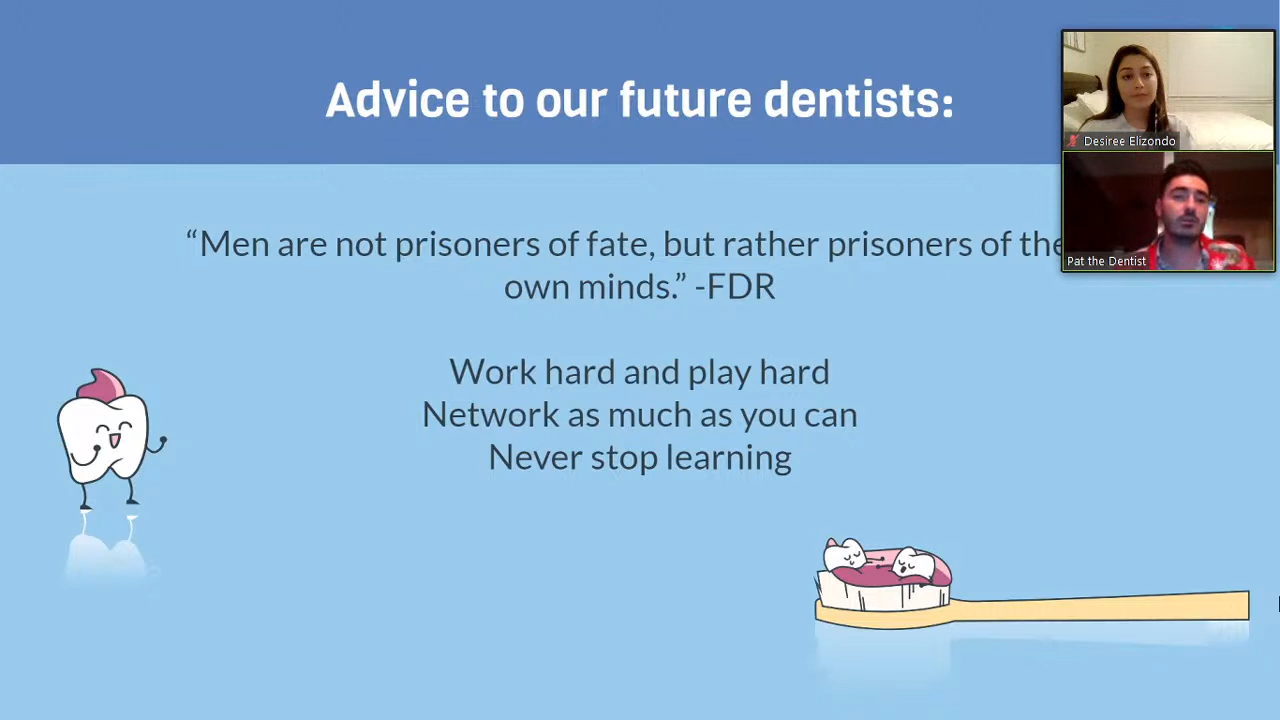 Advice to our future dentists:
Desiree Elizondo
Pat the Dentist
“Men are not prisoners of fate, but rather prisoners of the
own minds.” -FDR
Work hard and play hard
Network as much as you can
Never stop learning